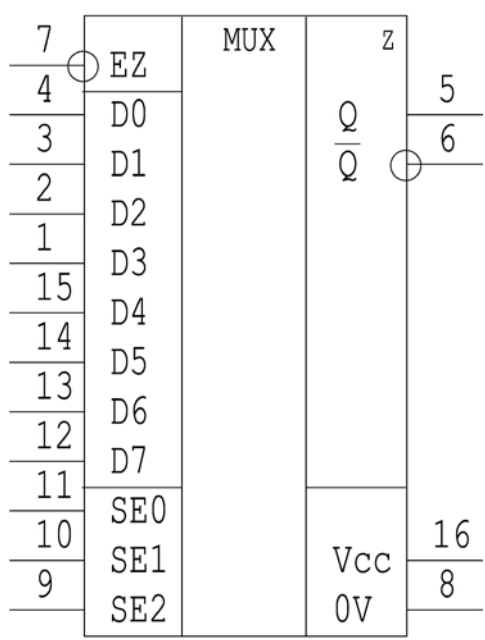 7 EZ MUX Z
4 D0 Q 5
3 D1 Q̅ 6
2 D2
1 D3
15 D4
14 D5
13 D6
12 D7
11 SE0
10 SE1 Vcc 16
9 SE2 0V 8